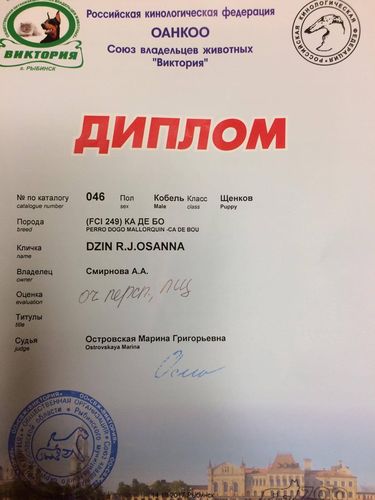 Российская кинологическая федерация
ОАНКОО
Союз владельцев животных
"Виктория"
ВИКТОРИЯ
г. РЫБИНСК
РОССИЙСКАЯ КИНОЛОГИЧЕСКАЯ ФЕДЕРАЦИЯ
ДИПЛОМ
№ по каталогу 046 Пол Кобель Класс Щенков
catalogue number sex Male class Puppy
Порода (FCI 249) КА ДЕ БО
breed PERRO DOGO MALLORQUIN -CA DE BOU
Кличка DZIN R.J.OSANNA
name
Владелец Смирнова А.А.
owner
Оценка оч персп, ЛЩ
evaluation
Титулы
title
Судья Островская Марина Григорьевна
judge Ostrovskaya Marina